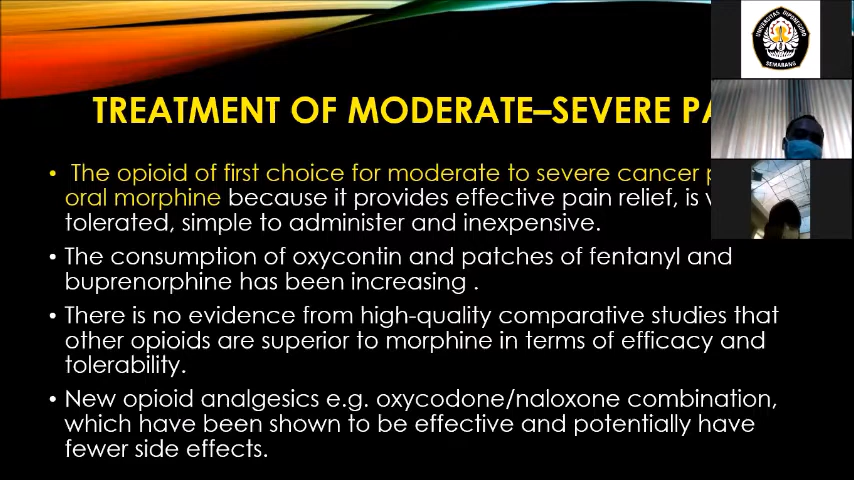 UNIVERSITAS DIPONEGORO
SEMARANG
TREATMENT OF MODERATE–SEVERE
• The opioid of first choice for moderate to severe cancer
oral morphine because it provides effective pain relief, is
tolerated, simple to administer and inexpensive.
• The consumption of oxycontin and patches of fentanyl and
buprenorphine has been increasing .
• There is no evidence from high-quality comparative studies that
other opioids are superior to morphine in terms of efficacy and
tolerability.
• New opioid analgesics e.g. oxycodone/naloxone combination,
which have been shown to be effective and potentially have
fewer side effects.